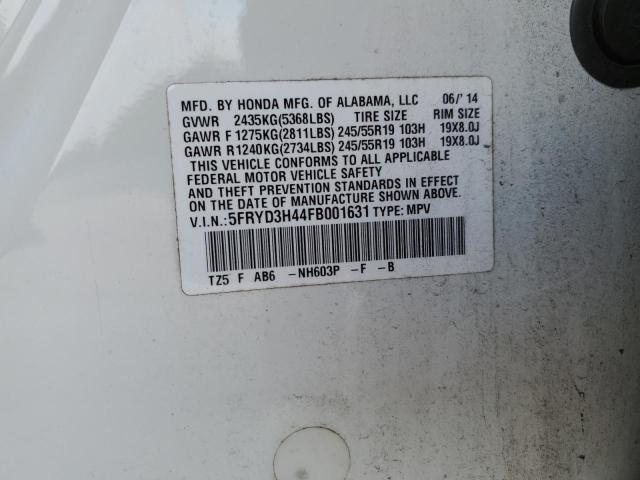 MFD. BY HONDA MFG. OF ALABAMA, LLC 06/'14
GVWR 2435KG(5368LBS) TIRE SIZE RIM SIZE
GAWR F 1275KG(2811LBS) 245/55R19 103H 19X8.0J
GAWR R1240KG(2734LBS) 245/55R19 103H 19X8.0J
THIS VEHICLE CONFORMS TO ALL APPLICABLE
FEDERAL MOTOR VEHICLE SAFETY
AND THEFT PREVENTION STANDARDS IN EFFECT
ON THE DATE OF MANUFACTURE SHOWN ABOVE.
V.I.N.:5FRYD3H44FB001631 TYPE: MPV
TZ5 F AB6 -NH603P -F -B